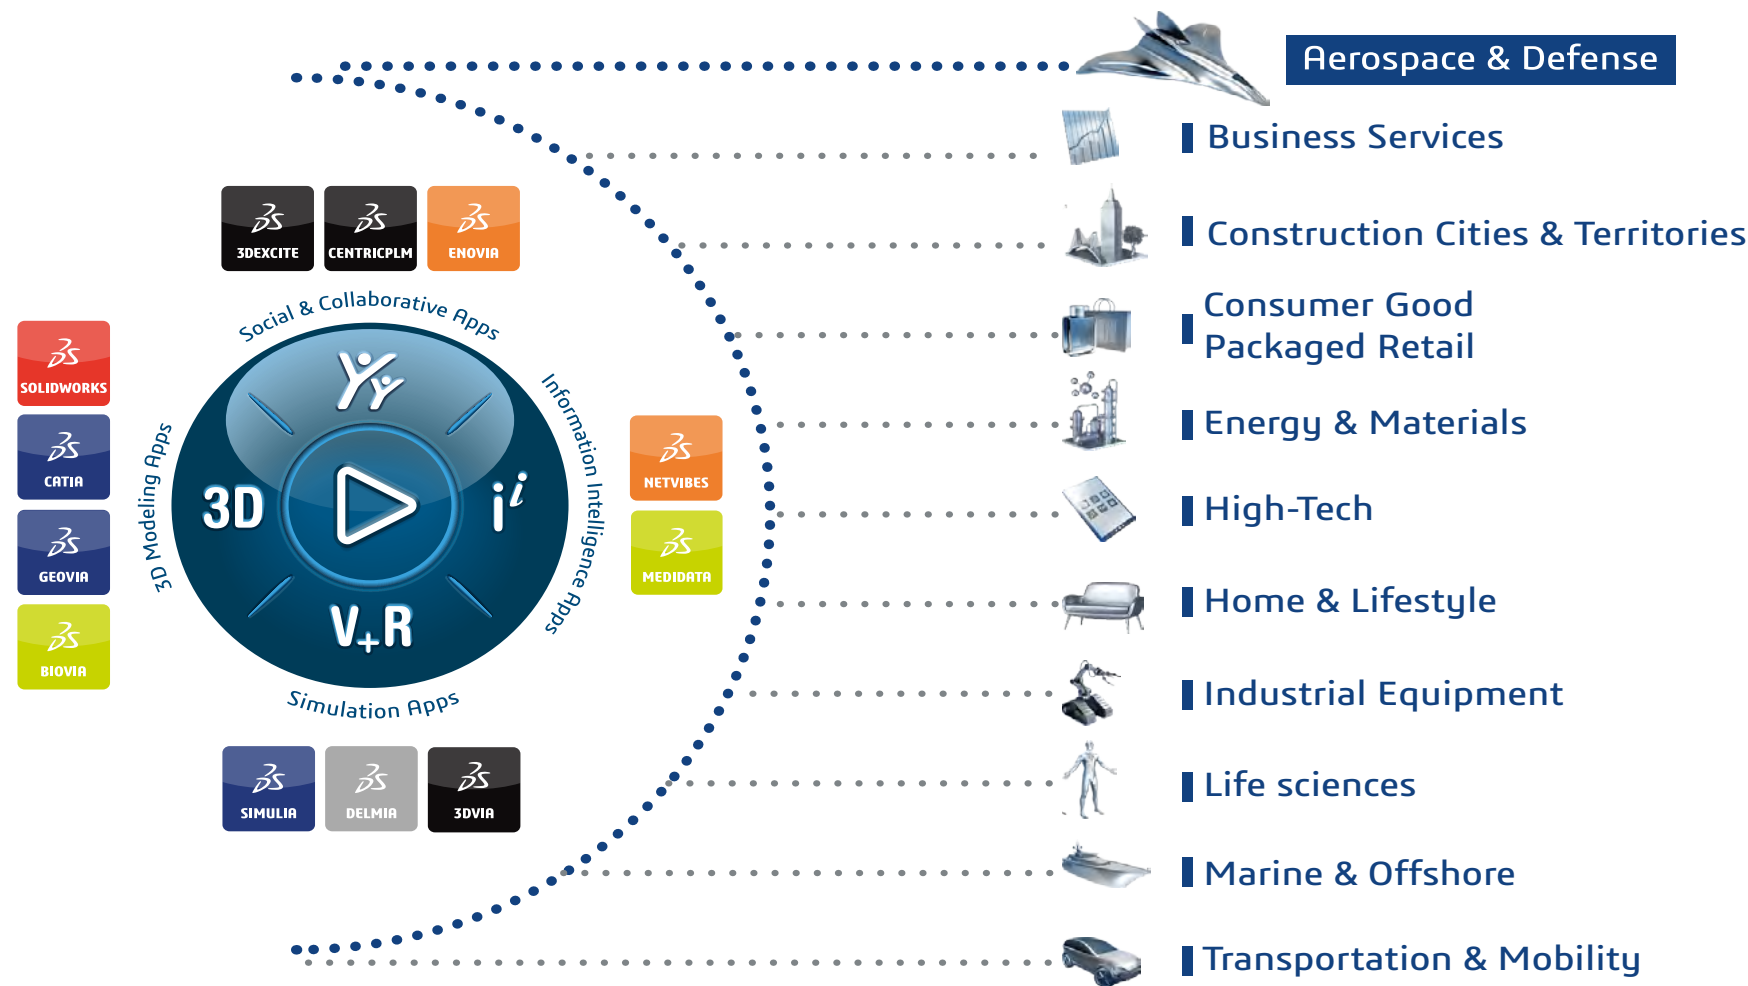 Aerospace & Defense
Business Services
Construction Cities & Territories
Consumer Good
Packaged Retail
Energy & Materials
High-Tech
Home & Lifestyle
Industrial Equipment
Life sciences
Marine & Offshore
Transportation & Mobility
3DEXCITE
CENTRICPLM
ENOVIA
Social & Collaborative Apps
SOLIDWORKS
CATIA
GEOVIA
BIOVIA
3D Modeling Apps
3D
i i
V+R
Information Intelligence Apps
NETVIBES
MEDIDATA
Simulation Apps
SIMULIA
DELMIA
3DVIA